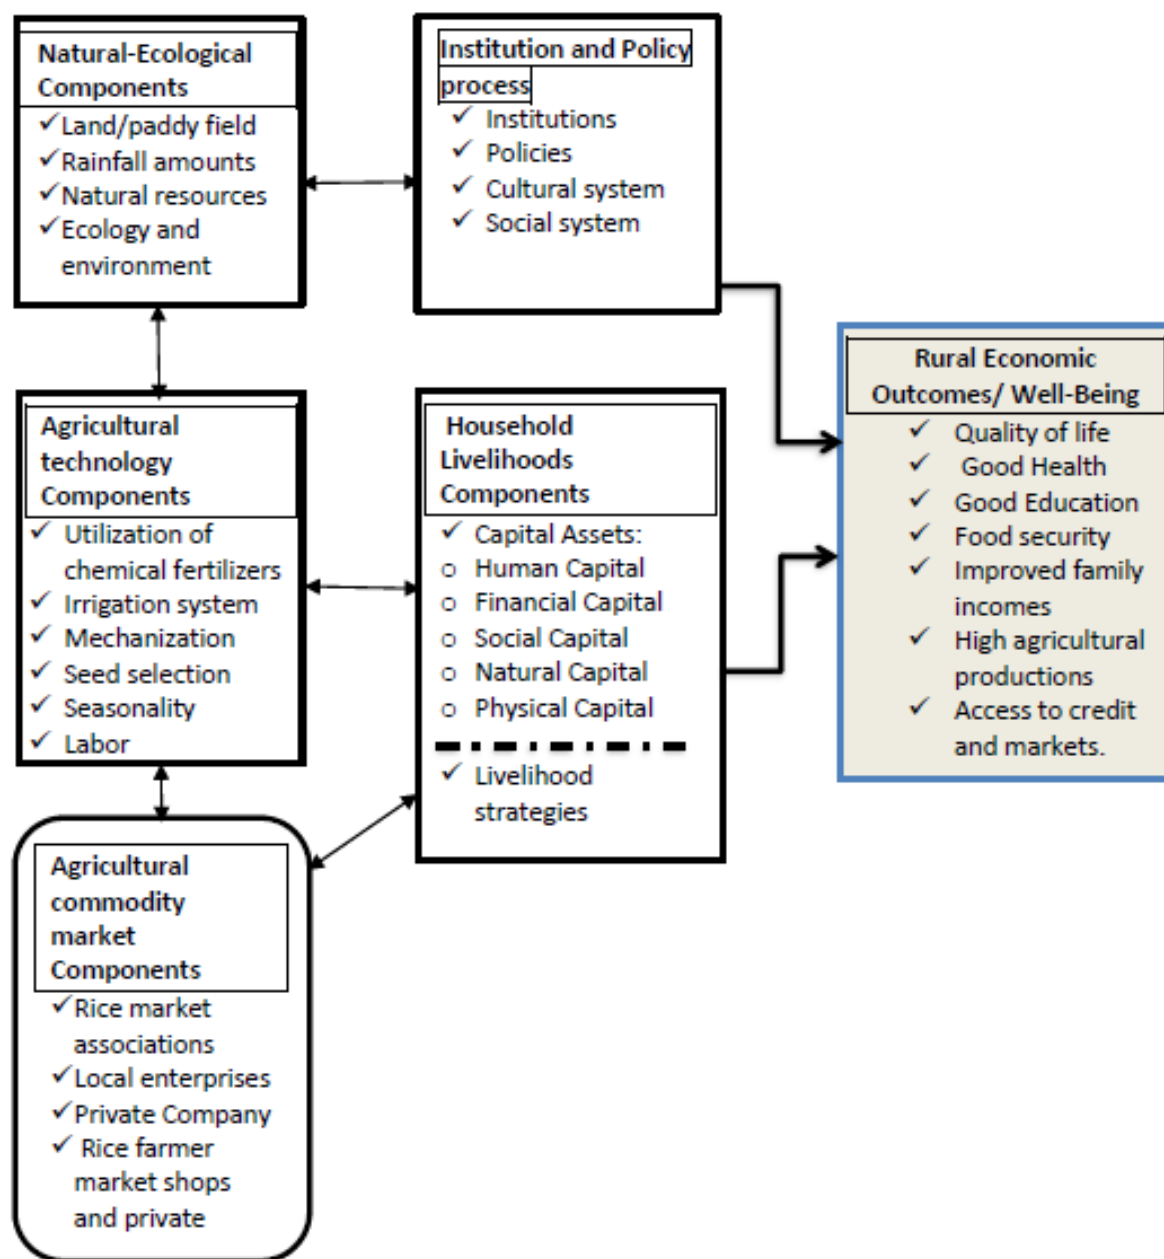 Natural-Ecological
Components
✓Land/paddy field
✓Rainfall amounts
✓Natural resources
✓Ecology and
environment
Institution and Policy
process
✓ Institutions
✓ Policies
✓ Cultural system
✓ Social system
Agricultural
technology
Components
✓ Utilization of
chemical fertilizers
✓ Irrigation system
✓ Mechanization
✓ Seed selection
✓ Seasonality
✓ Labor
Household
Livelihoods
Components
✓ Capital Assets:
o Human Capital
o Financial Capital
o Social Capital
o Natural Capital
o Physical Capital
✓ Livelihood
strategies
Rural Economic
Outcomes/ Well-Being
✓ Quality of life
✓ Good Health
✓ Good Education
✓ Food security
✓ Improved family
incomes
✓ High agricultural
productions
✓ Access to credit
and markets.
Agricultural
commodity
market
Components
✓Rice market
associations
✓Local enterprises
✓Private Company
✓ Rice farmer
market shops
and private